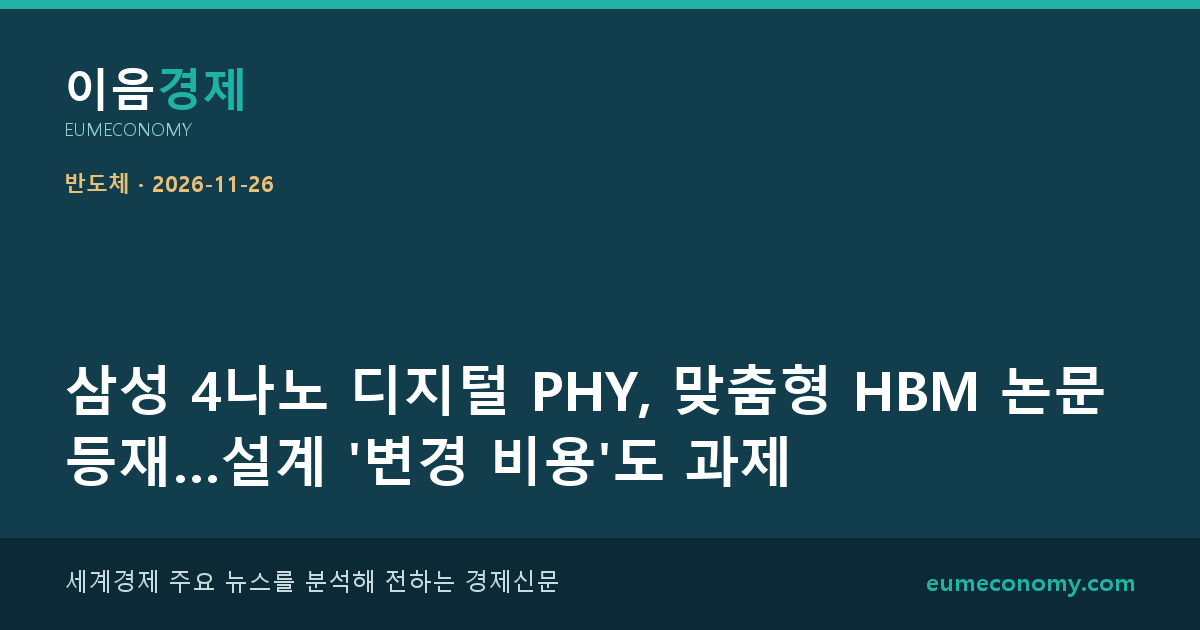 이음경제
EUMECONOMY
반도체 · 2026-11-26
삼성 4나노 디지털 PHY, 맞춤형 HBM 논문
등재…설계 '변경 비용'도 과제
세계경제 주요 뉴스를 분석해 전하는 경제신문
eumeconomy.com